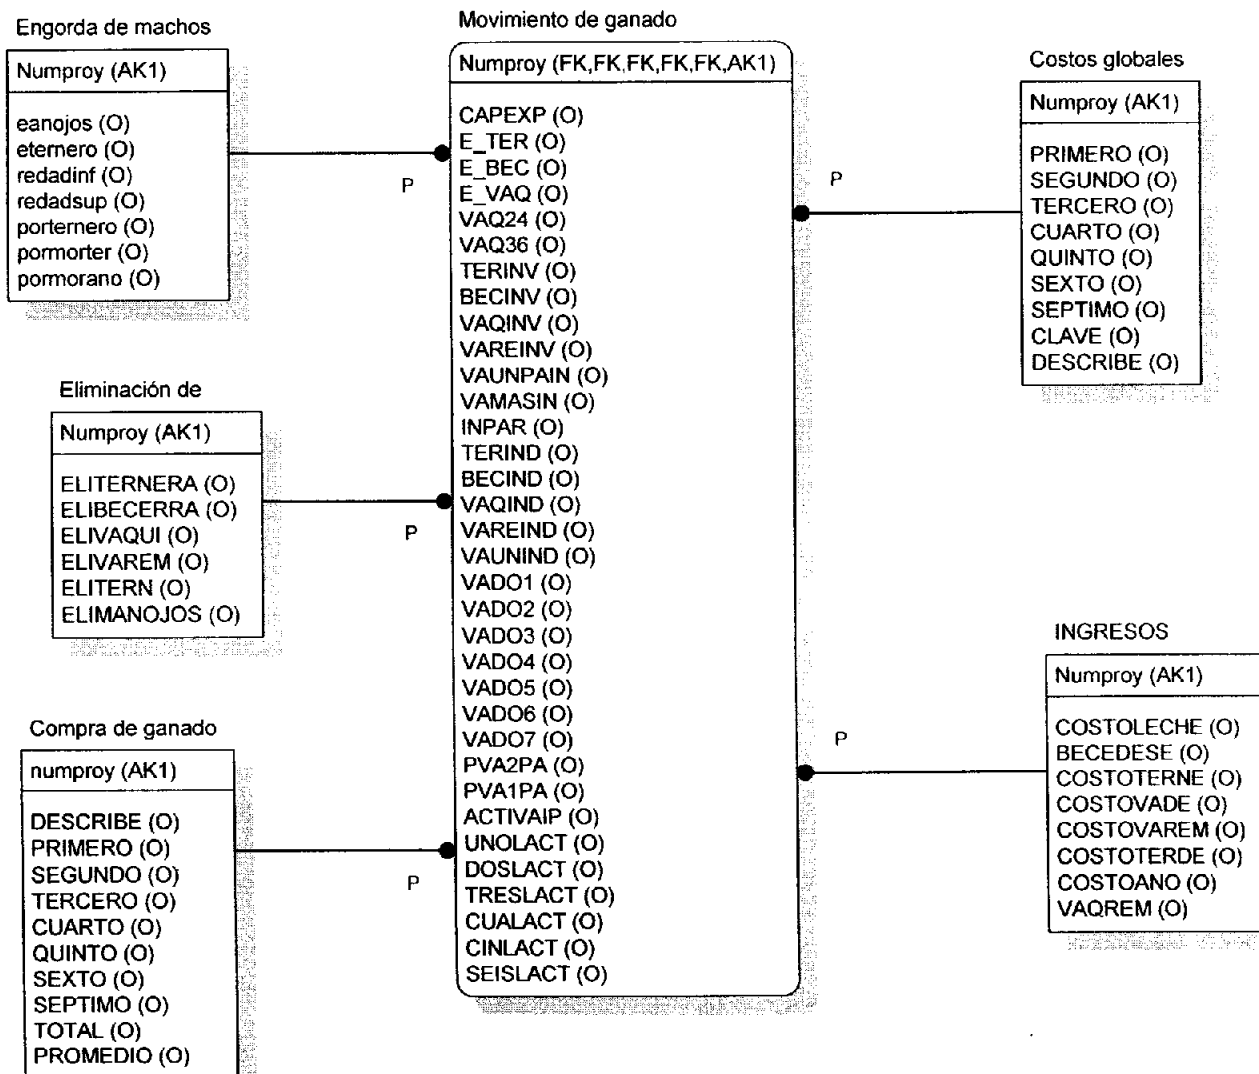 Engorda de machos
Numproy (AK1)
eanojos (O)
eternero (O)
redadinf (O)
redadsup (O)
porternero (O)
pormorter (O)
pormorano (O)
P
Eliminación de
Numproy (AK1)
ELITERNERA (O)
ELIBECERRA (O)
ELIVAQUI (O)
ELIVAREM (O)
ELITERN (O)
ELIMANOJOS (O)
P
Compra de ganado
numproy (AK1)
DESCRIBE (O)
PRIMERO (O)
SEGUNDO (O)
TERCERO (O)
CUARTO (O)
QUINTO (O)
SEXTO (O)
SEPTIMO (O)
TOTAL (O)
PROMEDIO (O)
P
Movimiento de ganado
Numproy (FK,FK,FK,FK,FK,AK1)
CAPEXP (O)
E_TER (O)
E_BEC (O)
E_VAQ (O)
VAQ24 (O)
VAQ36 (O)
TERINV (O)
BECINV (O)
VAQINV (O)
VAREINV (O)
VAUNPAIN (O)
VAMASIN (O)
INPAR (O)
TERIND (O)
BECIND (O)
VAQIND (O)
VAREIND (O)
VAUNIND (O)
VADO1 (O)
VADO2 (O)
VADO3 (O)
VADO4 (O)
VADO5 (O)
VADO6 (O)
VADO7 (O)
PVA2PA (O)
PVA1PA (O)
ACTIVAIP (O)
UNOLACT (O)
DOSLACT (O)
TRESLACT (O)
CUALACT (O)
CINLACT (O)
SEISLACT (O)
Costos globales
Numproy (AK1)
PRIMERO (O)
SEGUNDO (O)
TERCERO (O)
CUARTO (O)
QUINTO (O)
SEXTO (O)
SEPTIMO (O)
CLAVE (O)
DESCRIBE (O)
P
INGRESOS
Numproy (AK1)
COSTOLECHE (O)
BECEDESE (O)
COSTOTERNE (O)
COSTOVADE (O)
COSTOVAREM (O)
COSTOTERDE (O)
COSTOANO (O)
VAQREM (O)
P